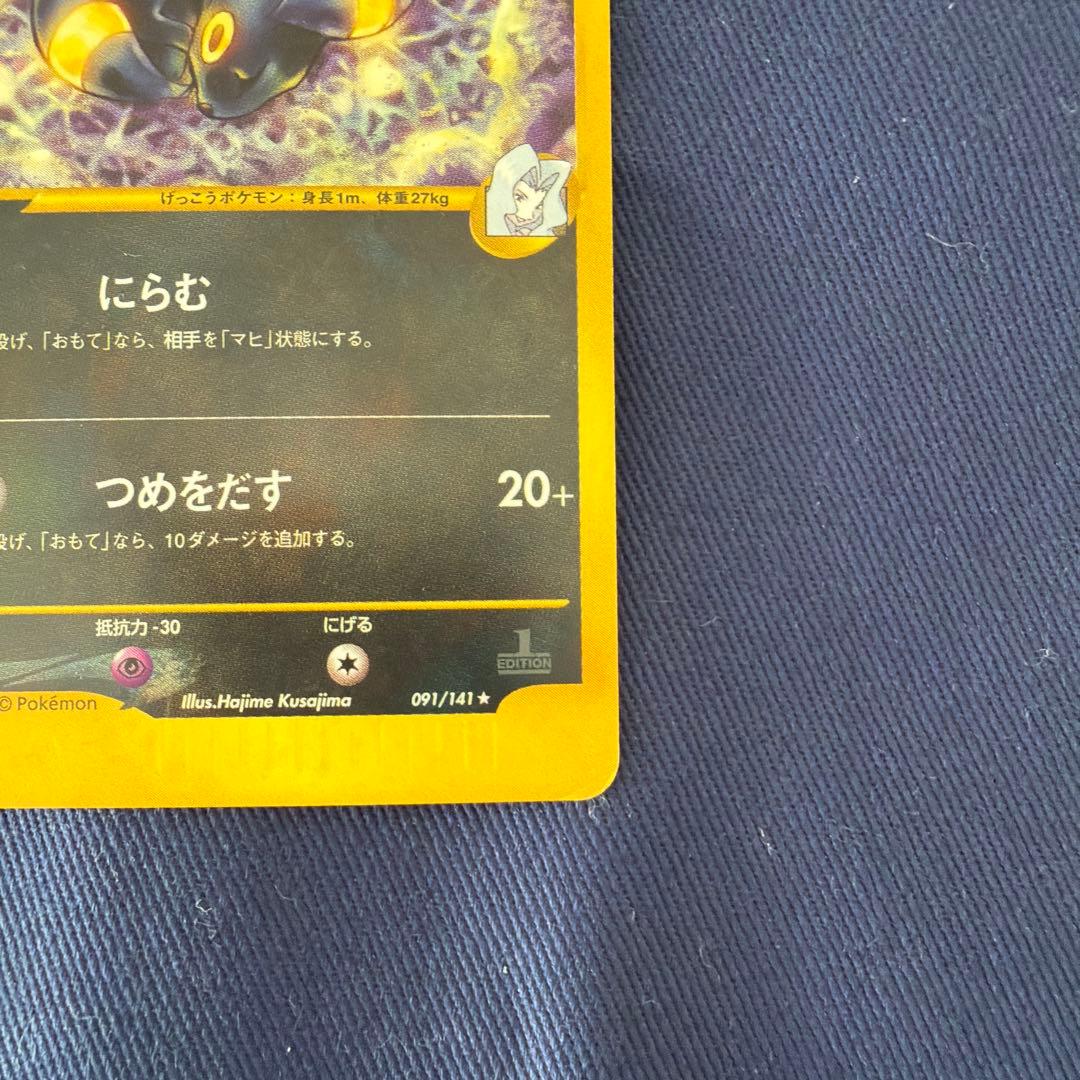 げっこうポケモン：身長1m、体重27kg
にらむ
投げ、「おもて」なら、相手を「マヒ」状態にする。
つめをだす 20+
投げ、「おもて」なら、10ダメージを追加する。
抵抗力 -30 にげる
1
EDITION
© Pokémon Illus.Hajime Kusajima 091/141★